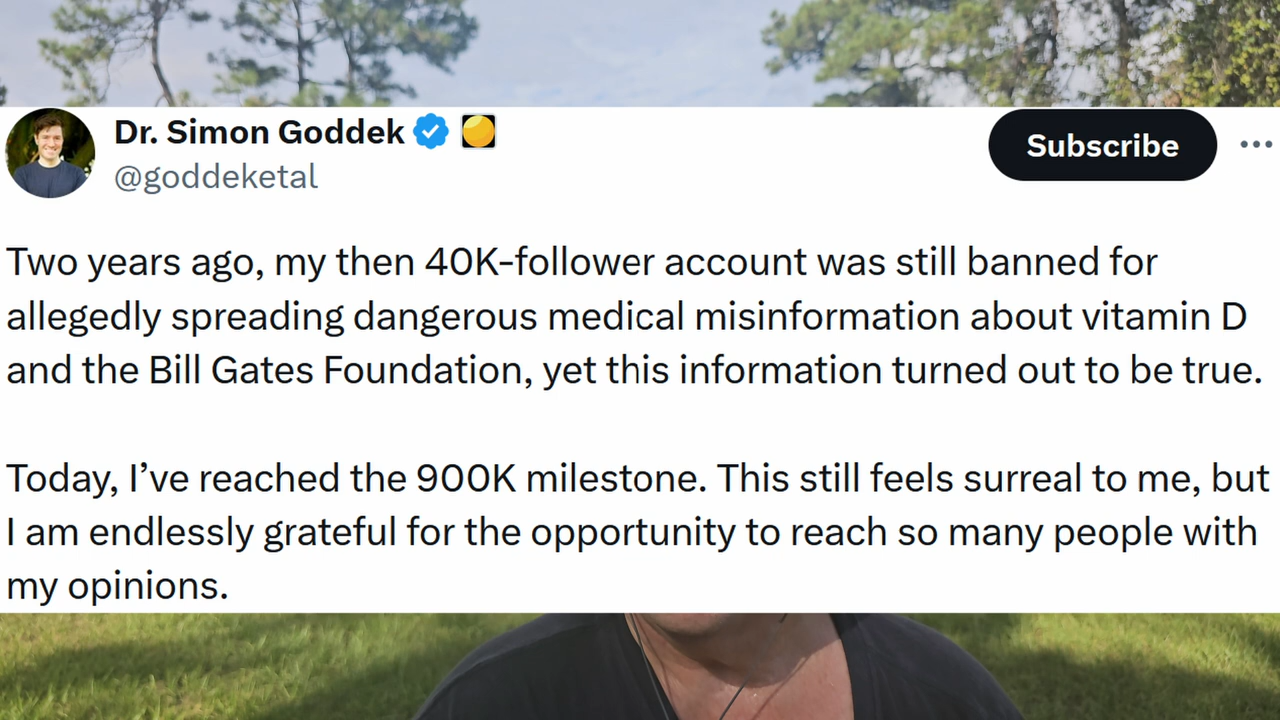 Dr. Simon Goddek
Subscribe
@goddeketal
Two years ago, my then 40K-follower account was still banned for
allegedly spreading dangerous medical misinformation about vitamin D
and the Bill Gates Foundation, yet this information turned out to be true.
Today, I’ve reached the 900K milestone. This still feels surreal to me, but
I am endlessly grateful for the opportunity to reach so many people with
my opinions.